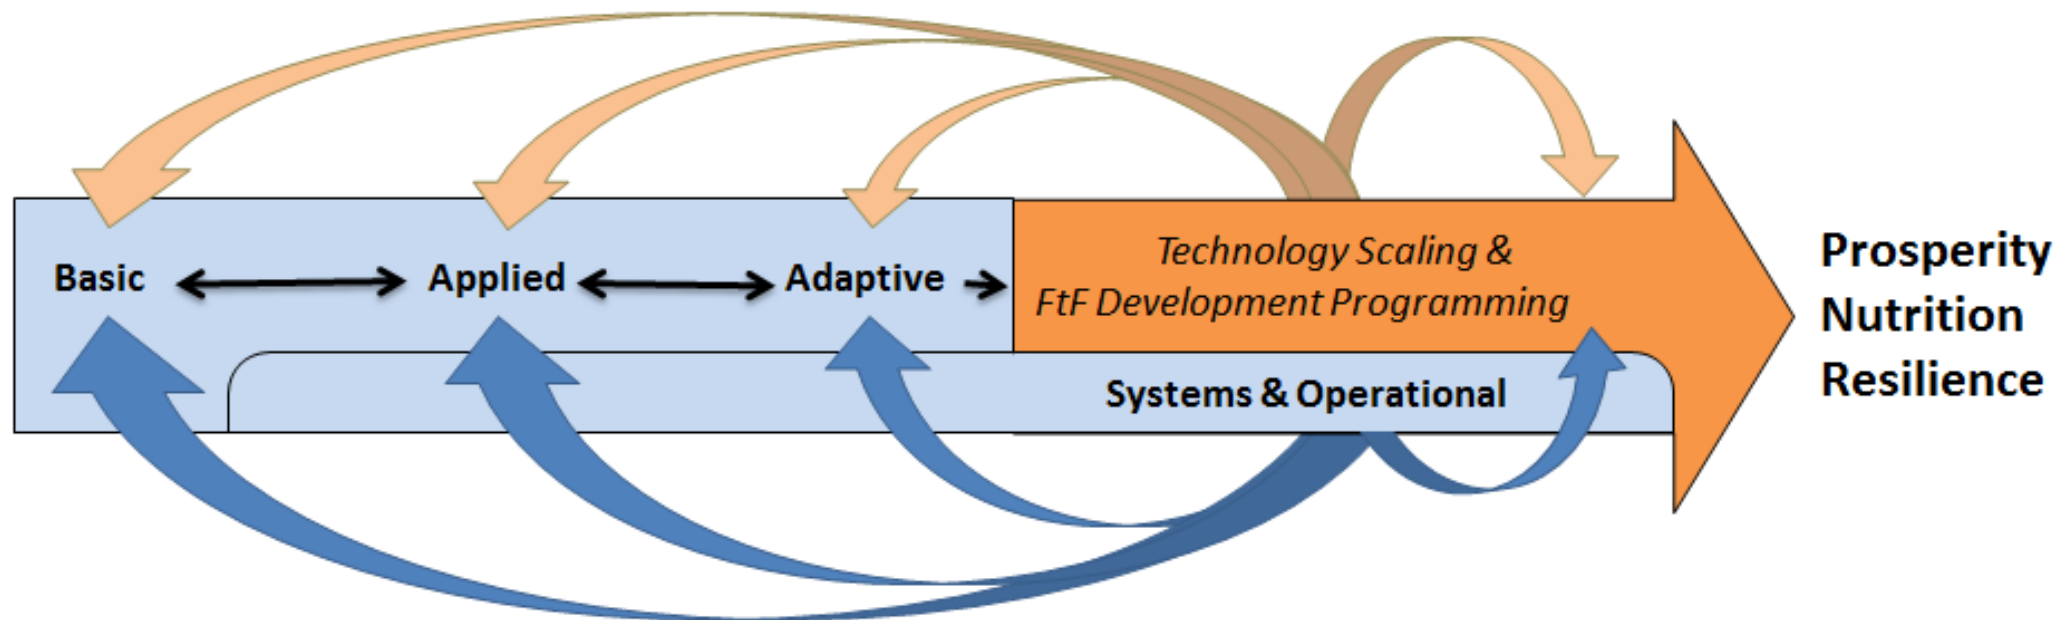 Basic
Applied
Adaptive
Technology Scaling &
FtF Development Programming
Systems & Operational
Prosperity
Nutrition
Resilience